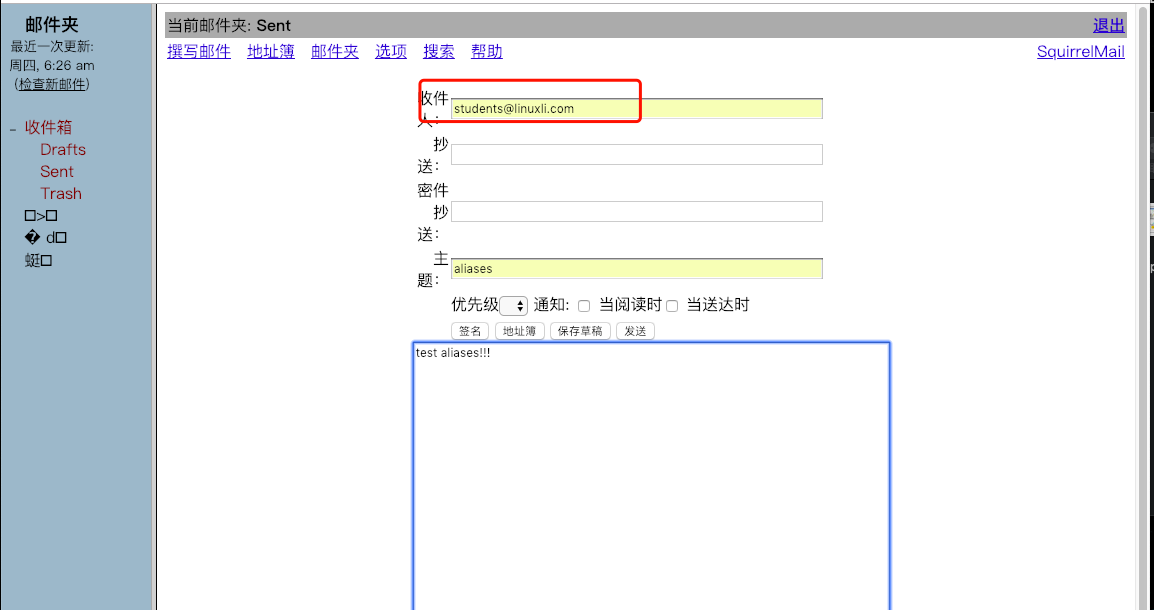 邮件夹
最近一次更新:
周四, 6:26 am
(检查新邮件)
– 收件箱
Drafts
Sent
Trash
□>□
� d□
蜓□
当前邮件夹: Sent
退出
撰写邮件 地址簿 邮件夹 选项 搜索 帮助
SquirrelMail
收件
人:
students@linuxli.com
抄
送:
密件
抄
送:
主
题:
aliases
优先级 通知: 当阅读时 当送达时
签名 地址簿 保存草稿 发送
test aliases!!!